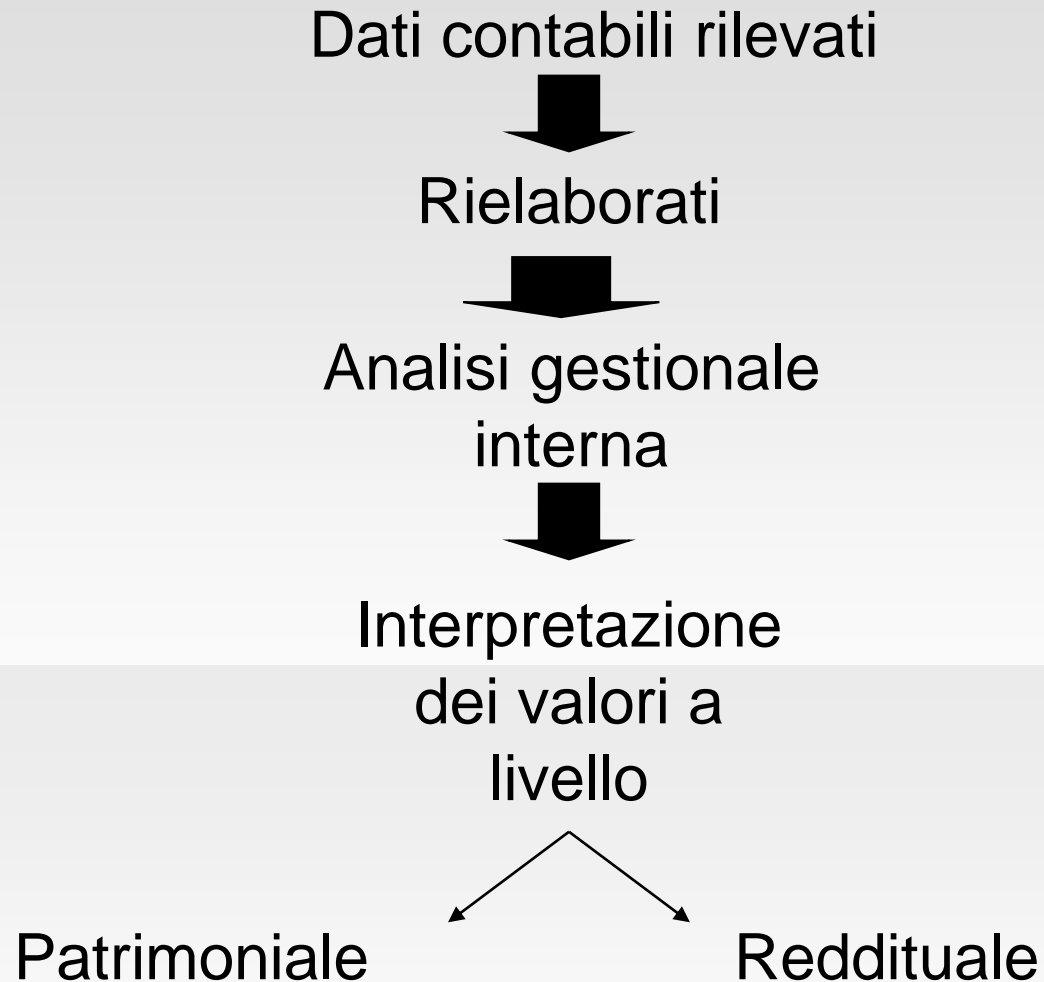 Dati contabili rilevati
Rielaborati
Analisi gestionale
interna
Interpretazione
dei valori a
livello
Patrimoniale
Reddituale